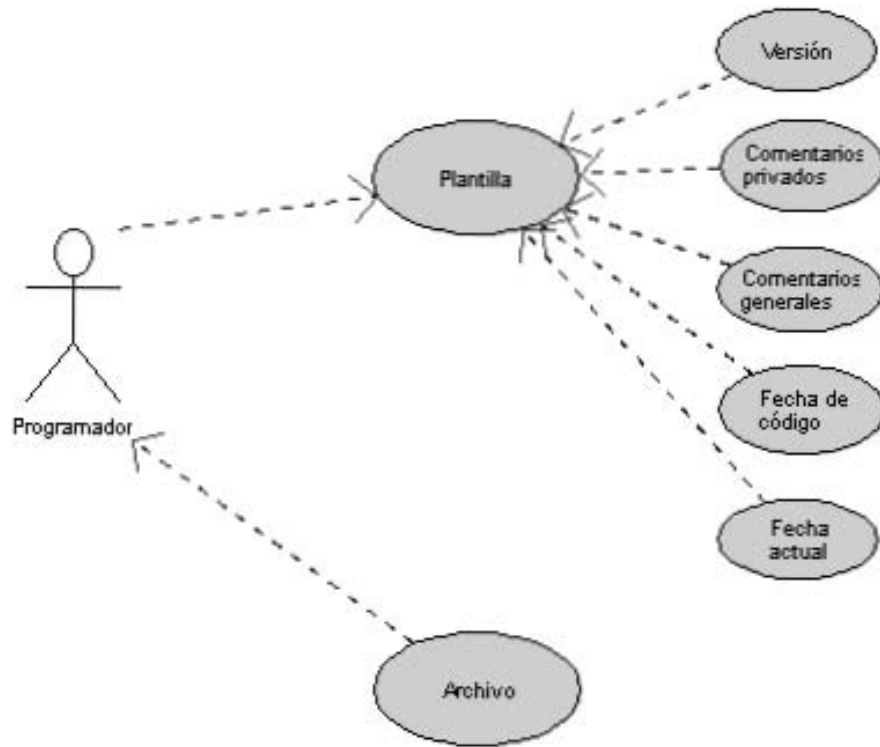 Versión
Comentarios
privados
Plantilla
Comentarios
generales
Fecha de
código
Programador
Fecha
actual
Archivo